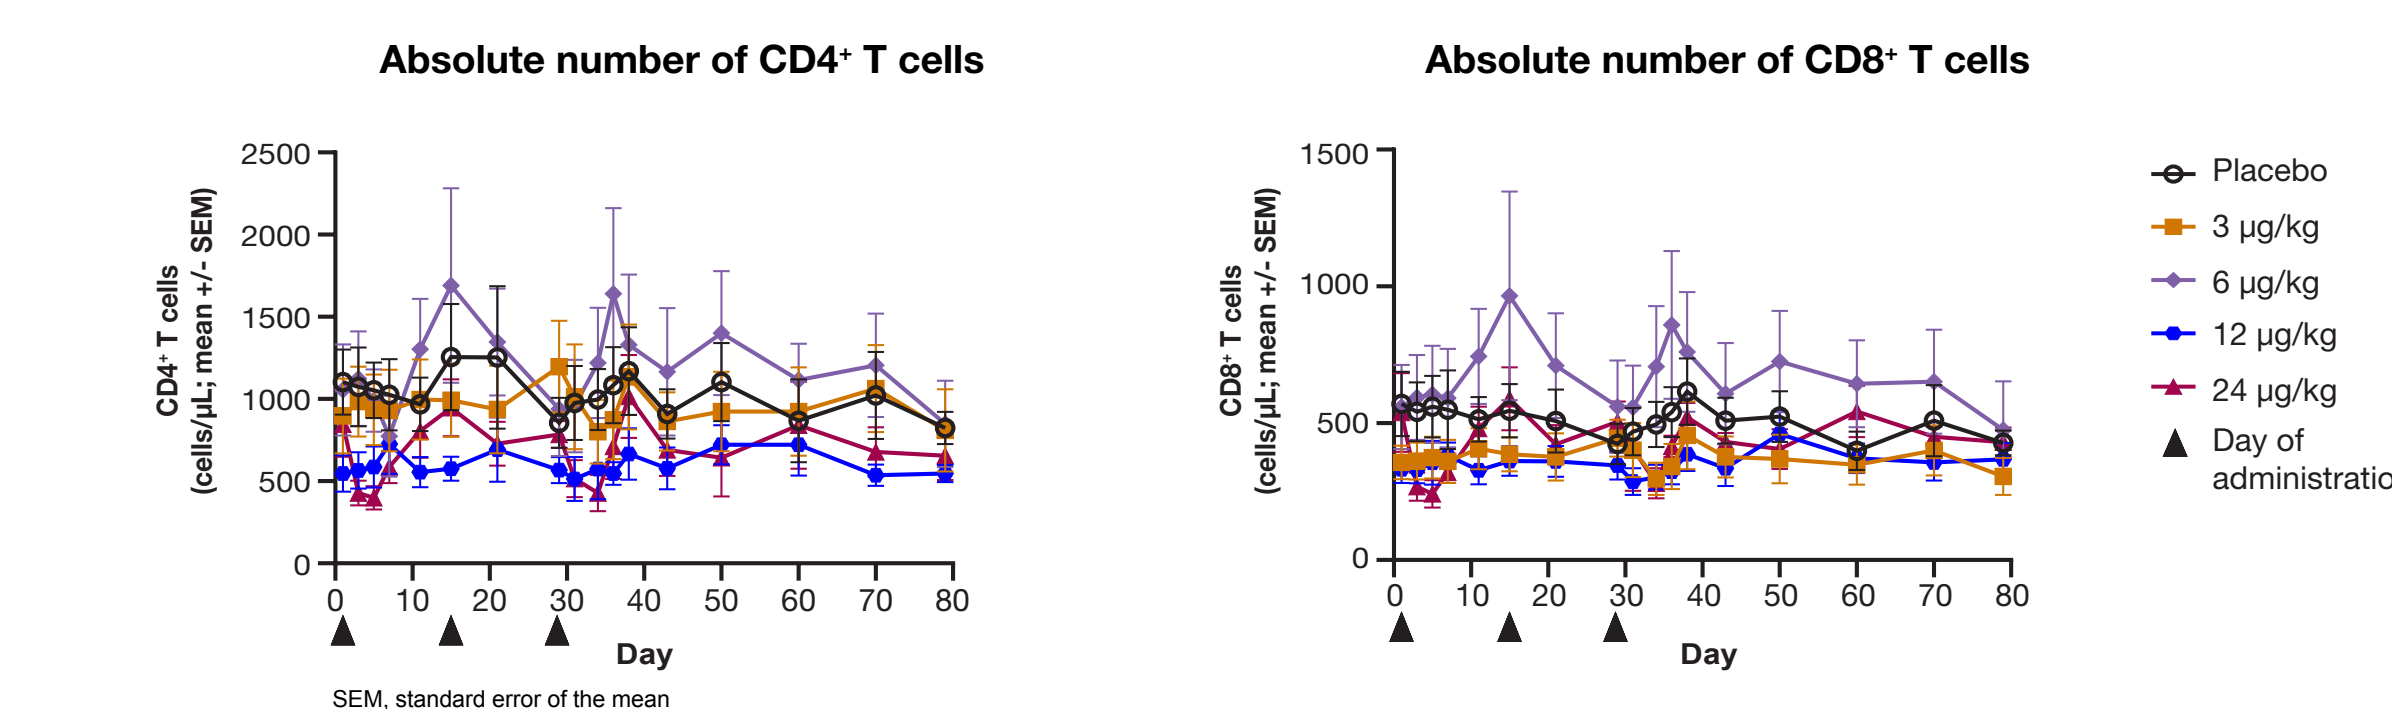 Absolute number of CD4⁺ T cells
CD4⁺ T cells
(cells/µL; mean +/- SEM)
2500
2000
1500
1000
500
0
0 10 20 30 40 50 60 70 80
Day
SEM, standard error of the mean
Absolute number of CD8⁺ T cells
CD8⁺ T cells
(cells/µL; mean +/- SEM)
1500
1000
500
0
0 10 20 30 40 50 60 70 80
Day
Placebo
3 µg/kg
6 µg/kg
12 µg/kg
24 µg/kg
Day of
administratio